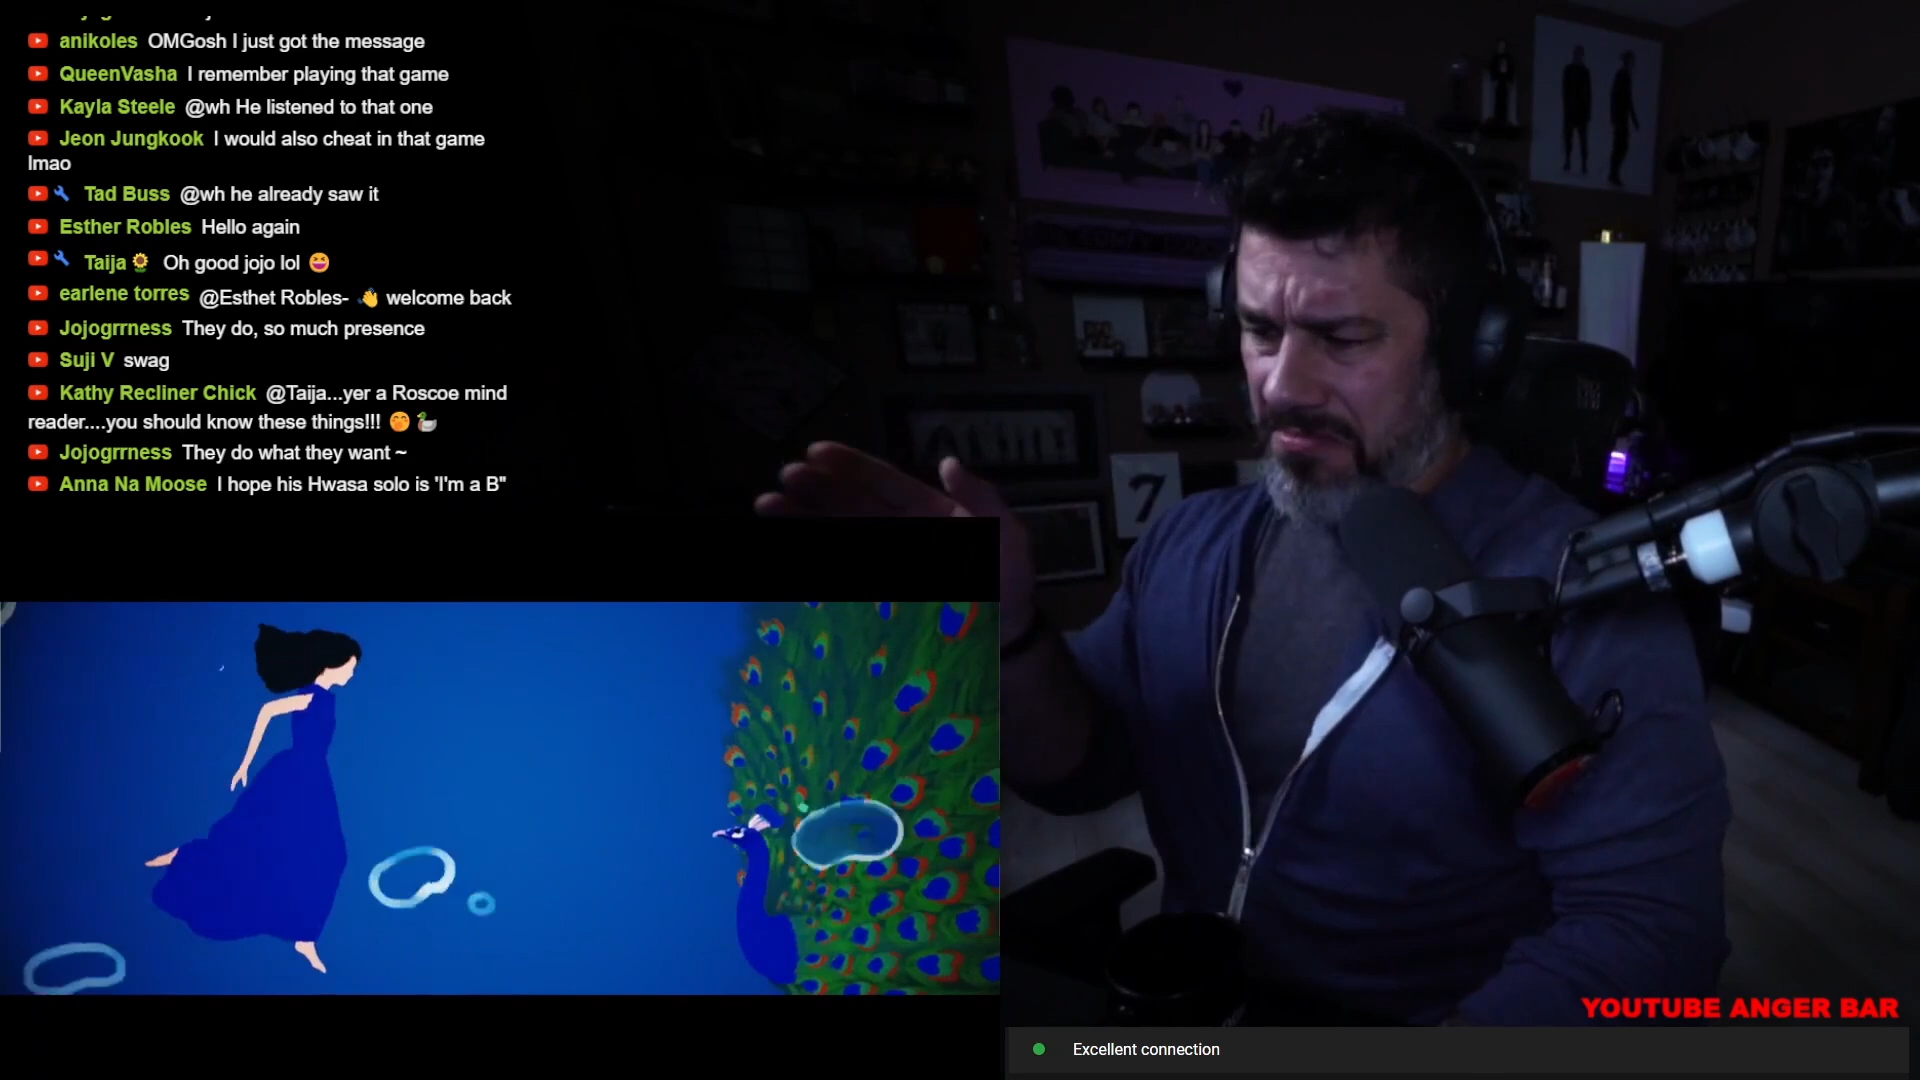 anikoles OMGosh I just got the message
QueenVasha I remember playing that game
Kayla Steele @wh He listened to that one
Jeon Jungkook I would also cheat in that game
lmao
Tad Buss @wh he already saw it
Esther Robles Hello again
Taija🌻 Oh good jojo lol 😆
earlene torres @Esthet Robles- 👋 welcome back
Jojogrrness They do, so much presence
Suji V swag
Kathy Recliner Chick @Taija...yer a Roscoe mind
reader....you should know these things!!! 🤭 🦆
Jojogrrness They do what they want ~
Anna Na Moose I hope his Hwasa solo is 'I'm a B"
7
YOUTUBE ANGER BAR
Excellent connection